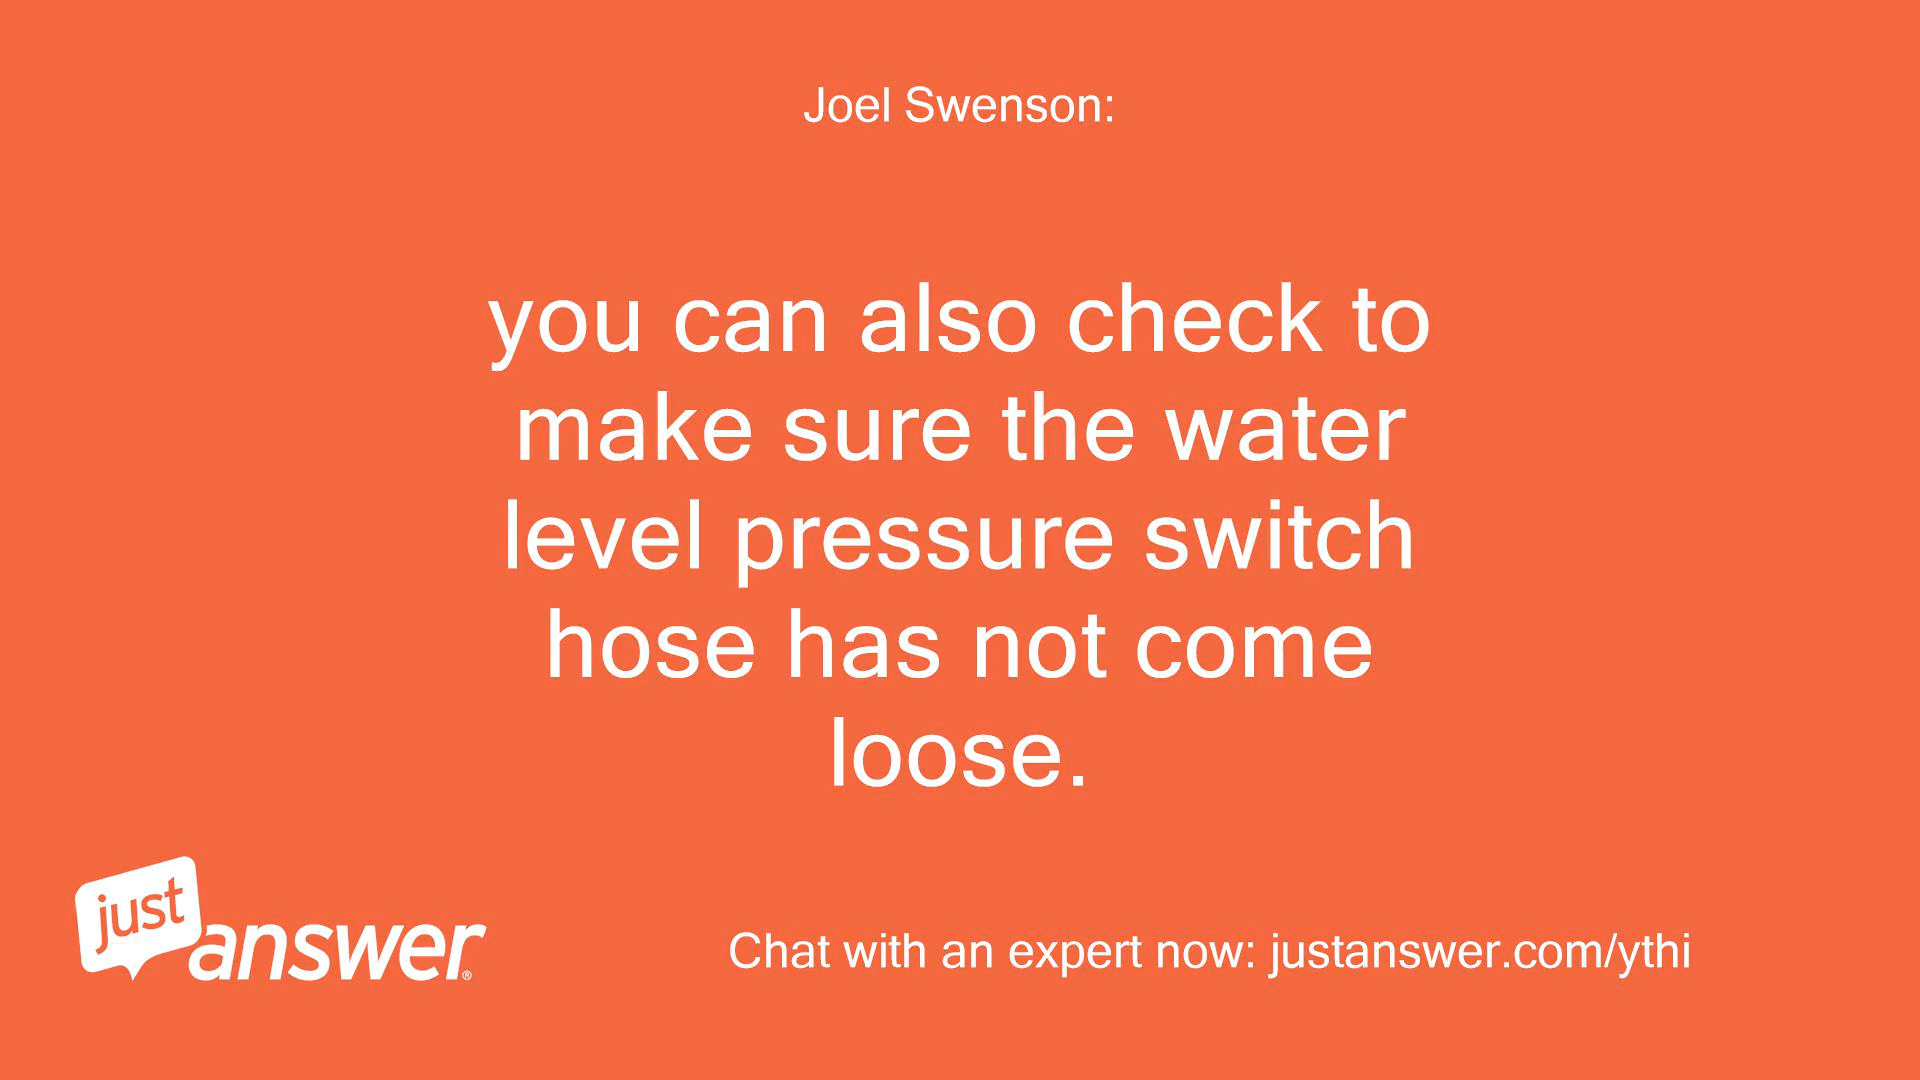 Joel Swenson:
you can also check to
make sure the water
level pressure switch
hose has not come
loose.
just
answer®
Chat with an expert now: justanswer.com/ythi